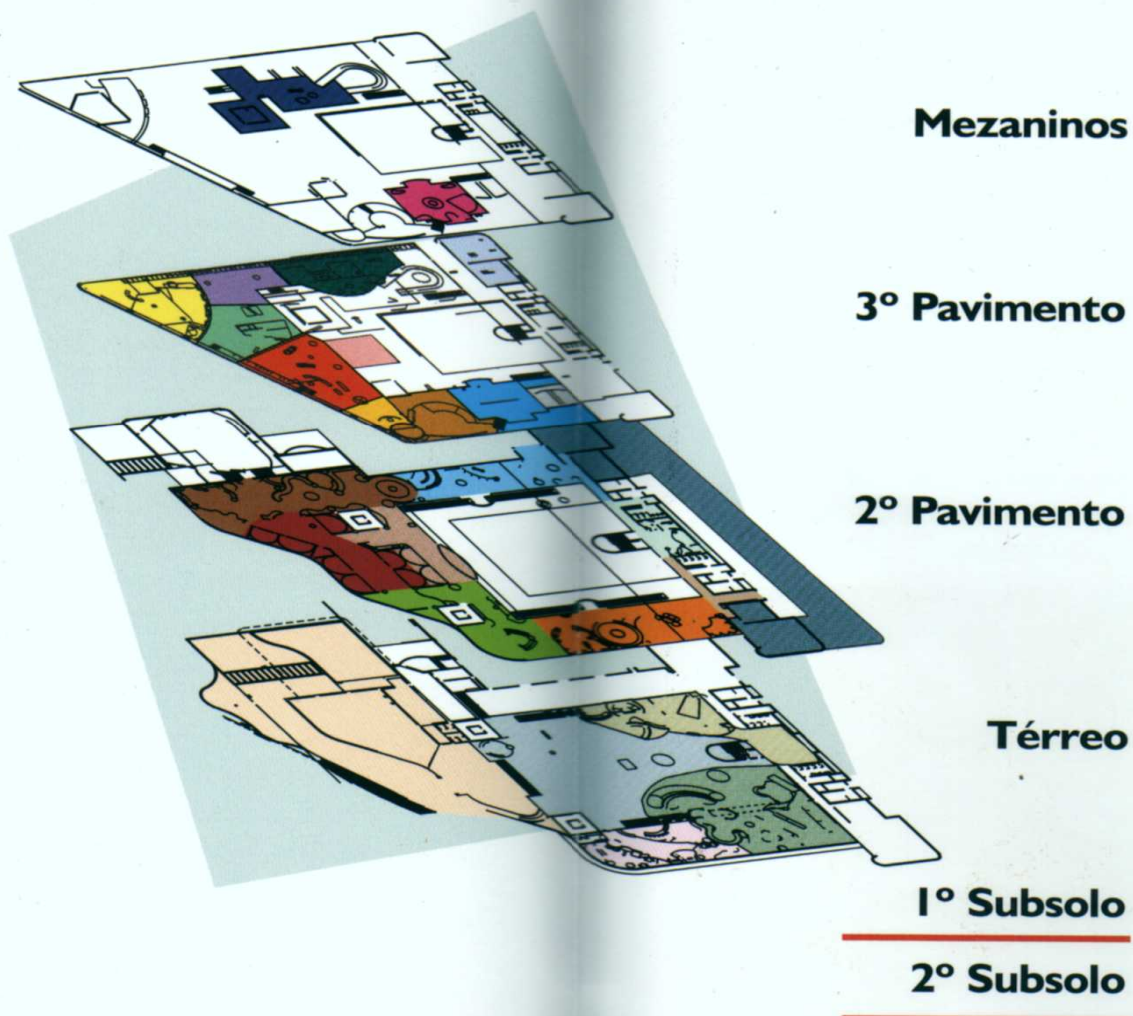 Mezaninos
3º Pavimento
2º Pavimento
Térreo
1º Subsolo
2º Subsolo